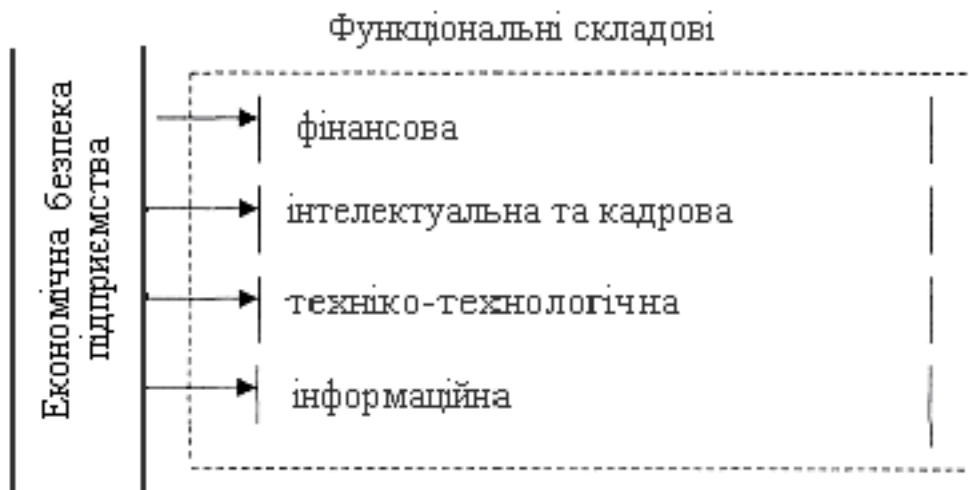 Функціональні складові
Економічна безпека
підприємства
фінансова
інтелектуальна та кадрова
техніко-технологічна
інформаційна